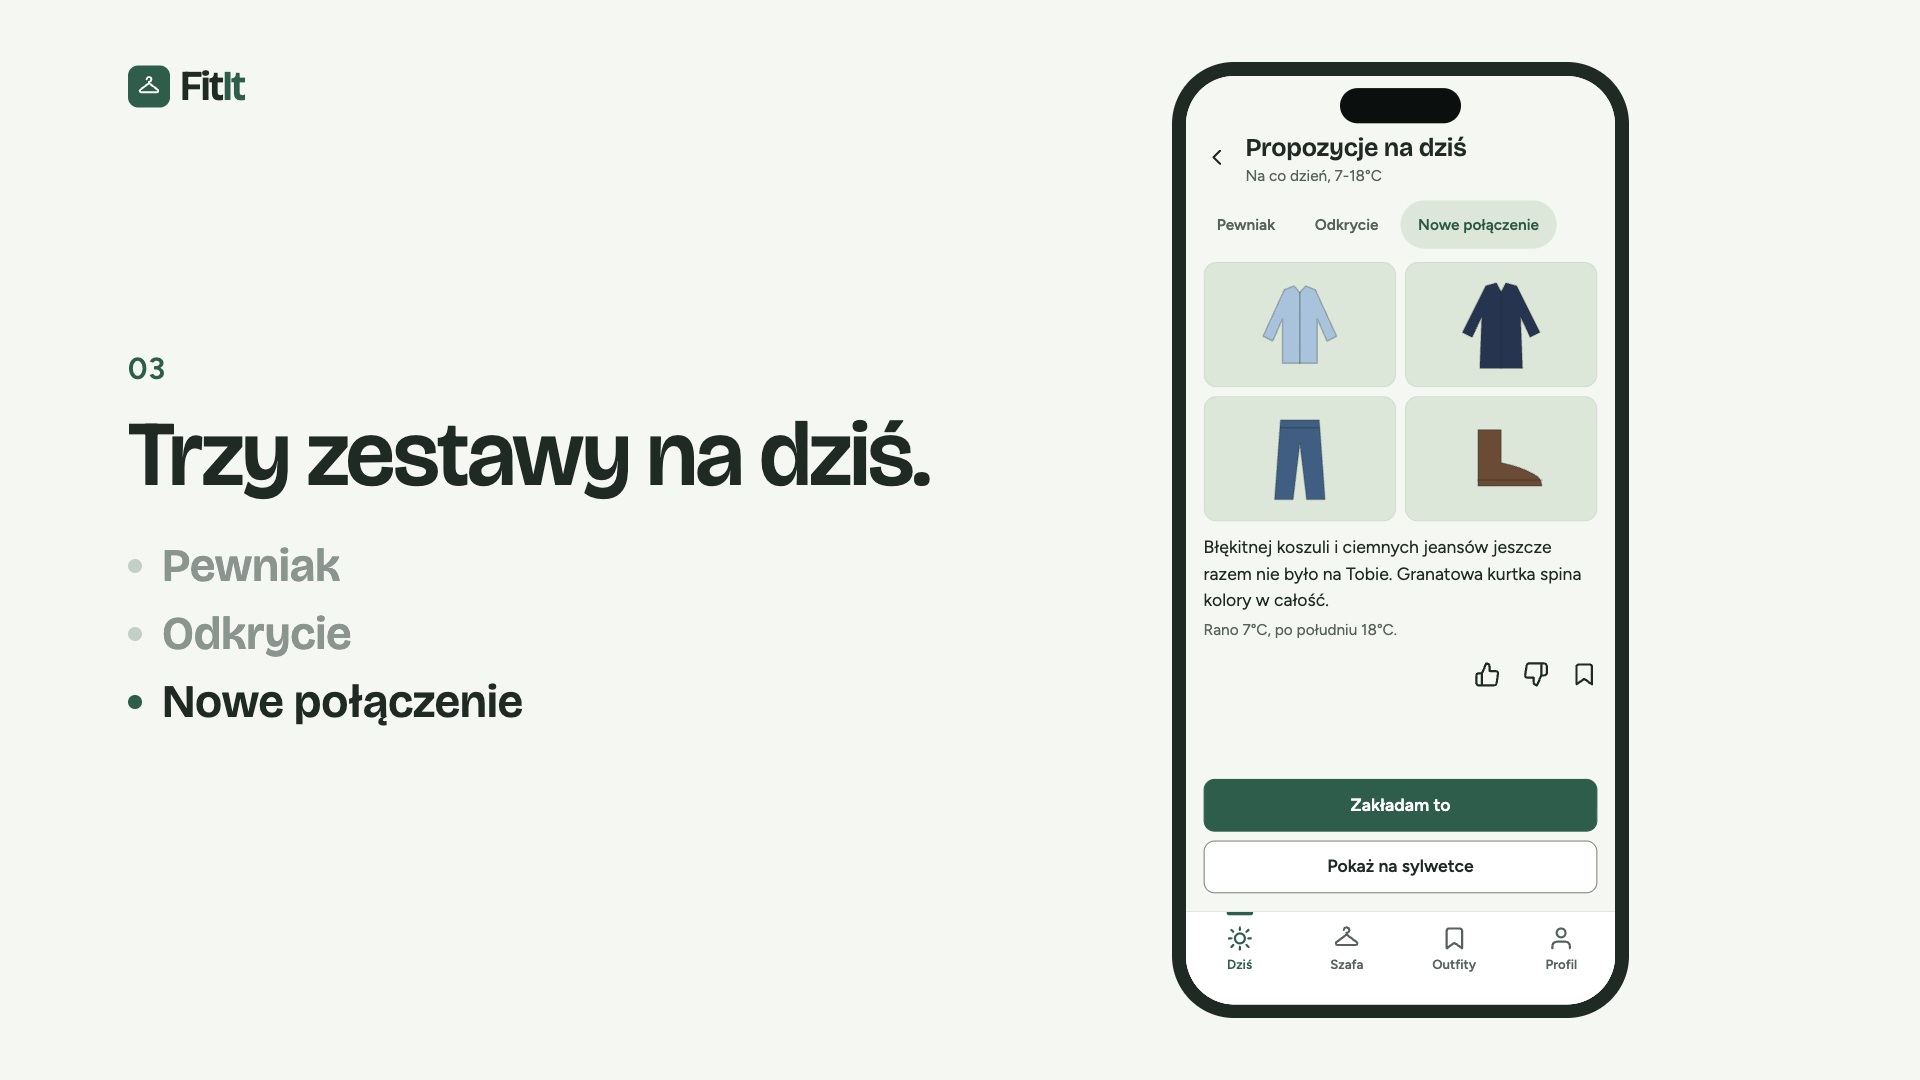 FitIt
03
Trzy zestawy na dziś.
Pewniak
Odkrycie
Nowe połączenie
Propozycje na dziś
Na co dzień, 7-18°C
Pewniak
Odkrycie
Nowe połączenie
Błękitnej koszuli i ciemnych jeansów jeszcze
razem nie było na Tobie. Granatowa kurtka spina
kolory w całość.
Rano 7°C, po południu 18°C.
Zakładam to
Pokaż na sylwetce
Dziś
Szafa
Outfity
Profil